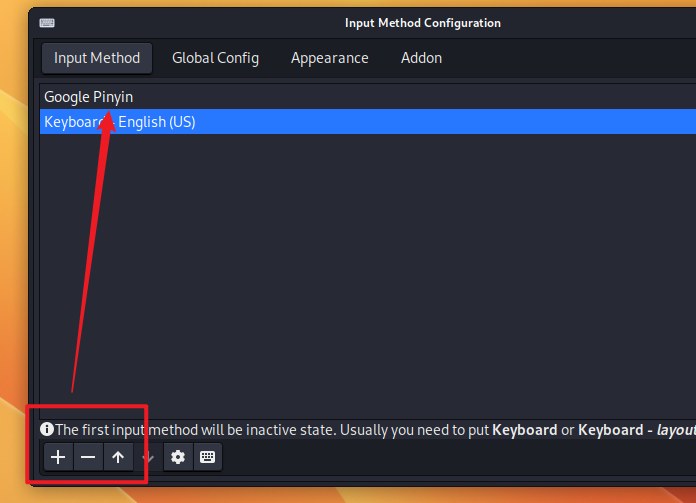 Input Method Configuration
Input Method Global Config Appearance Addon
Google Pinyin
Keyboard - English (US)
The first input method will be inactive state. Usually you need to put Keyboard or Keyboard - layout